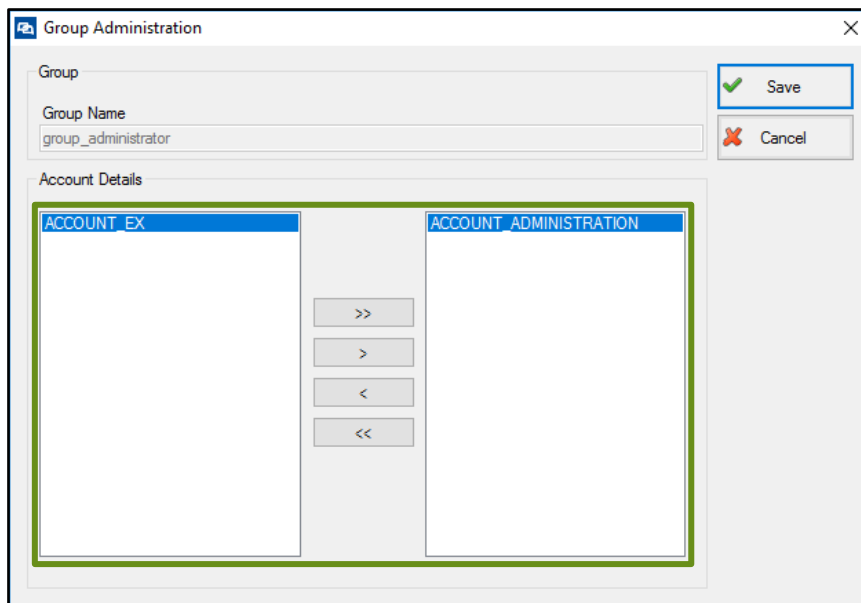 Group Administration
Group
Save
Group Name
group_administrator
Cancel
Account Details
ACCOUNT_EX
ACCOUNT_ADMINISTRATION
>>
>
<
<<